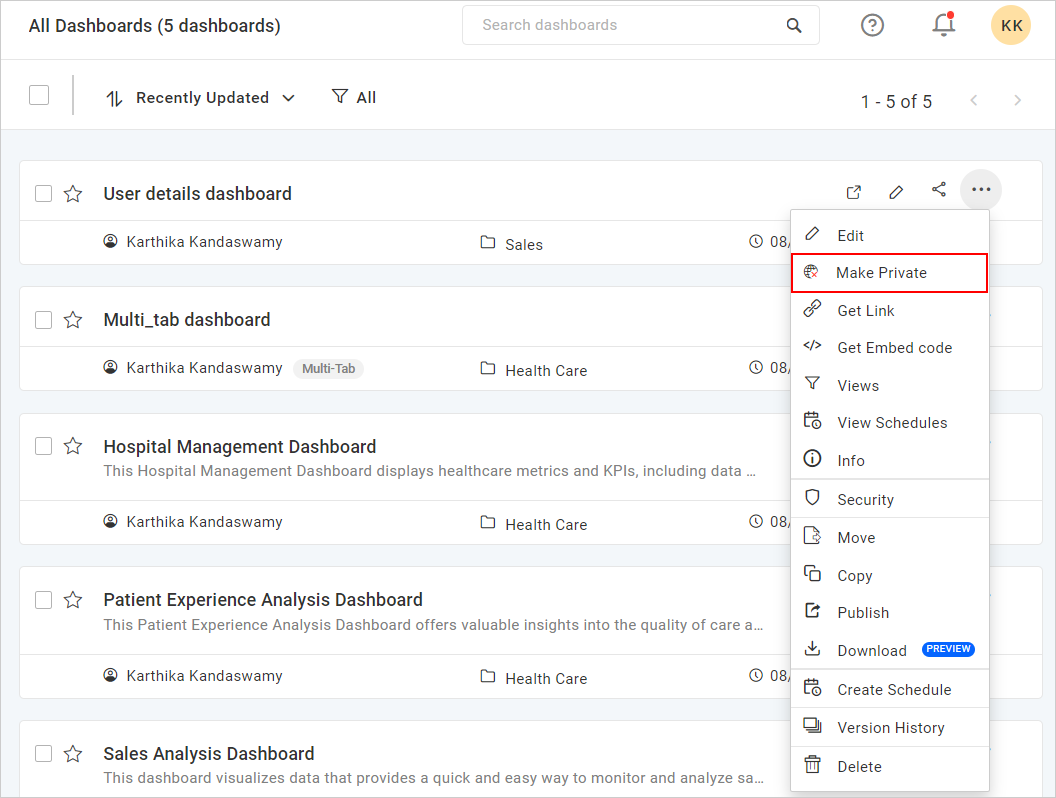 All Dashboards (5 dashboards)
Search dashboards
KK
Recently Updated
All
1 - 5 of 5
User details dashboard
Karthika Kandaswamy
Sales
08/
Multi_tab dashboard
Karthika Kandaswamy
Multi-Tab
Health Care
08/
Hospital Management Dashboard
This Hospital Management Dashboard displays healthcare metrics and KPIs, including data ...
Karthika Kandaswamy
Health Care
08/
Patient Experience Analysis Dashboard
This Patient Experience Analysis Dashboard offers valuable insights into the quality of care a...
Karthika Kandaswamy
Health Care
08/
Sales Analysis Dashboard
This dashboard visualizes data that provides a quick and easy way to monitor and analyze sa...
Edit
Make Private
Get Link
Get Embed code
Views
View Schedules
Info
Security
Move
Copy
Publish
Download PREVIEW
Create Schedule
Version History
Delete